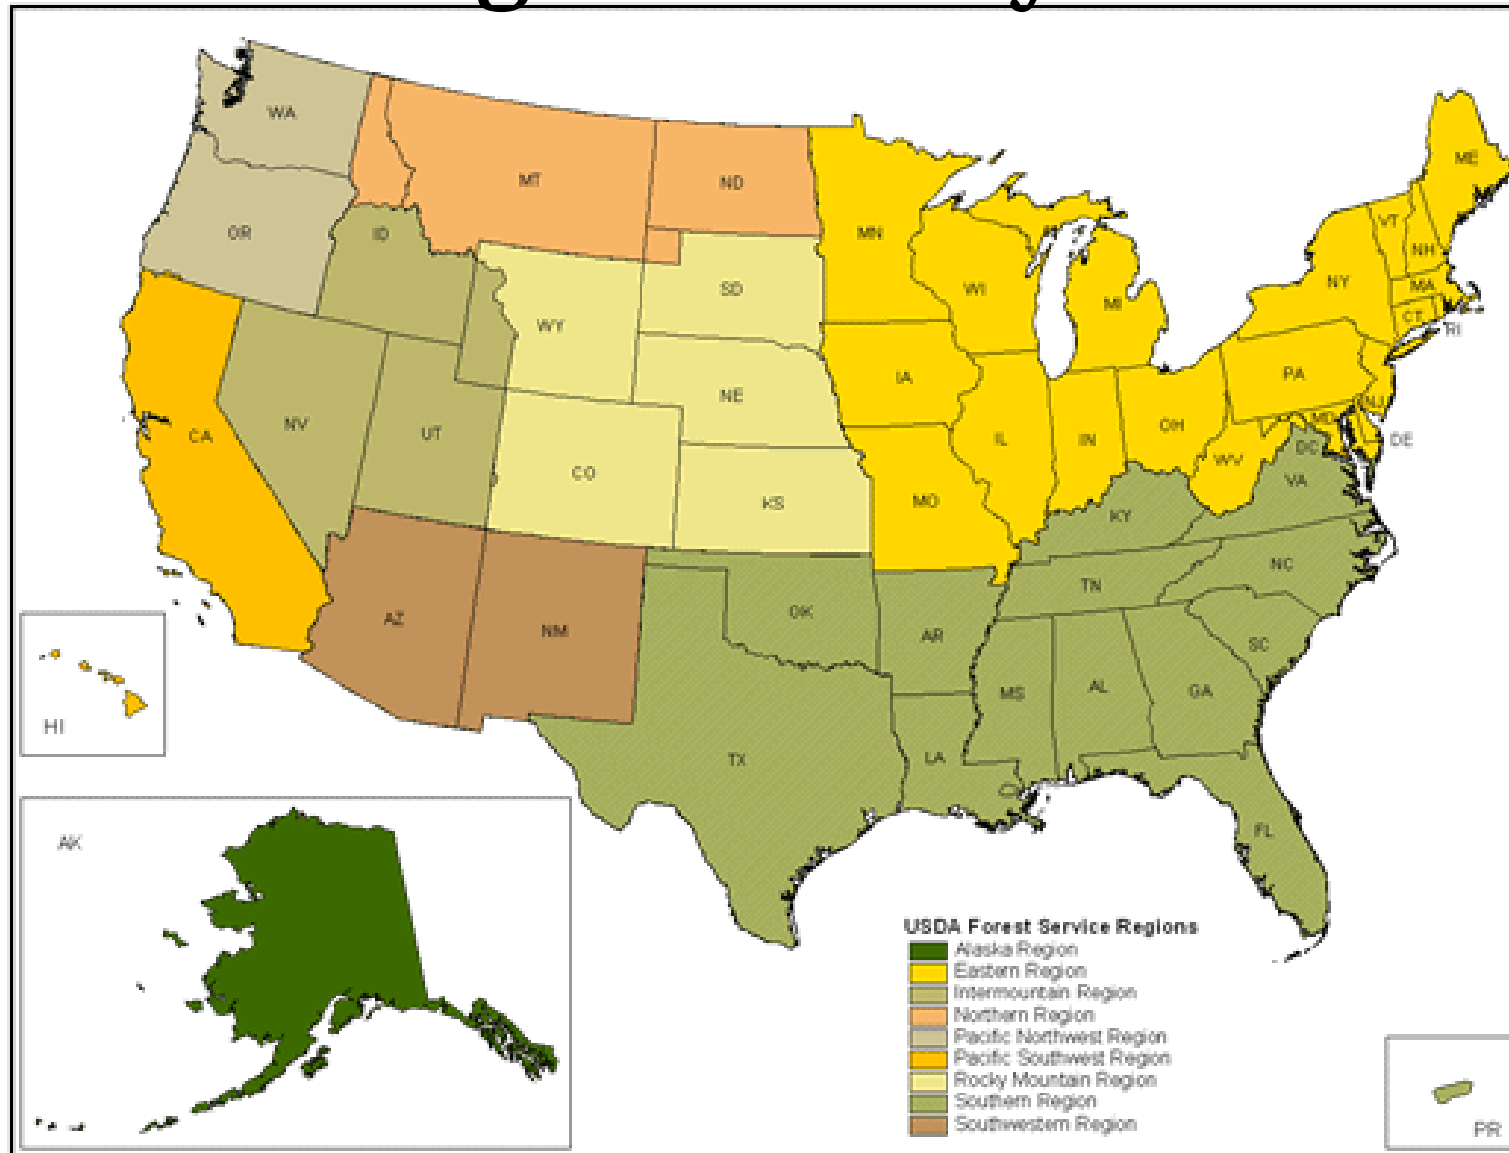 WA
MT
ND
ME
OR
ID
MN
VT
NH
SD
WI
NY
MA
WY
MI
CT
RI
IA
PA
NE
NJ
CA
NV
UT
IL
IN
OH
MD
DE
CO
WV
DC
KS
MO
KY
VA
NC
TN
AZ
NM
OK
AR
SC
MS
AL
GA
HI
TX
LA
FL
AK
USDA Forest Service Regions
Alaska Region
Eastern Region
Intermountain Region
Northern Region
Pacific Northwest Region
Pacific Southwest Region
Rocky Mountain Region
Southern Region
Southwestern Region
PR